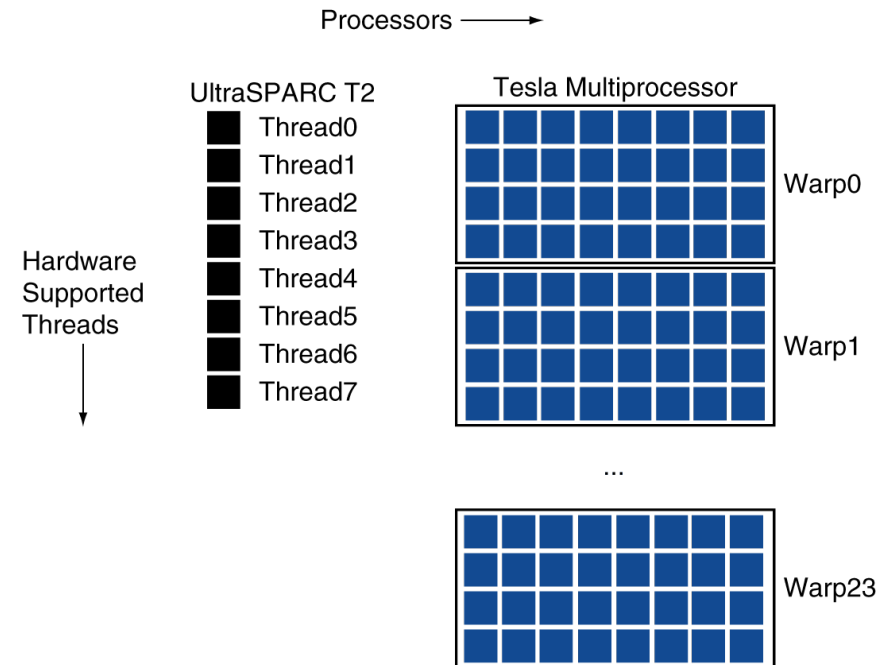 Processors
UltraSPARC T2
Tesla Multiprocessor
Thread0
Thread1
Thread2
Thread3
Thread4
Thread5
Thread6
Thread7
Hardware
Supported
Threads
Warp0
Warp1
...
Warp23